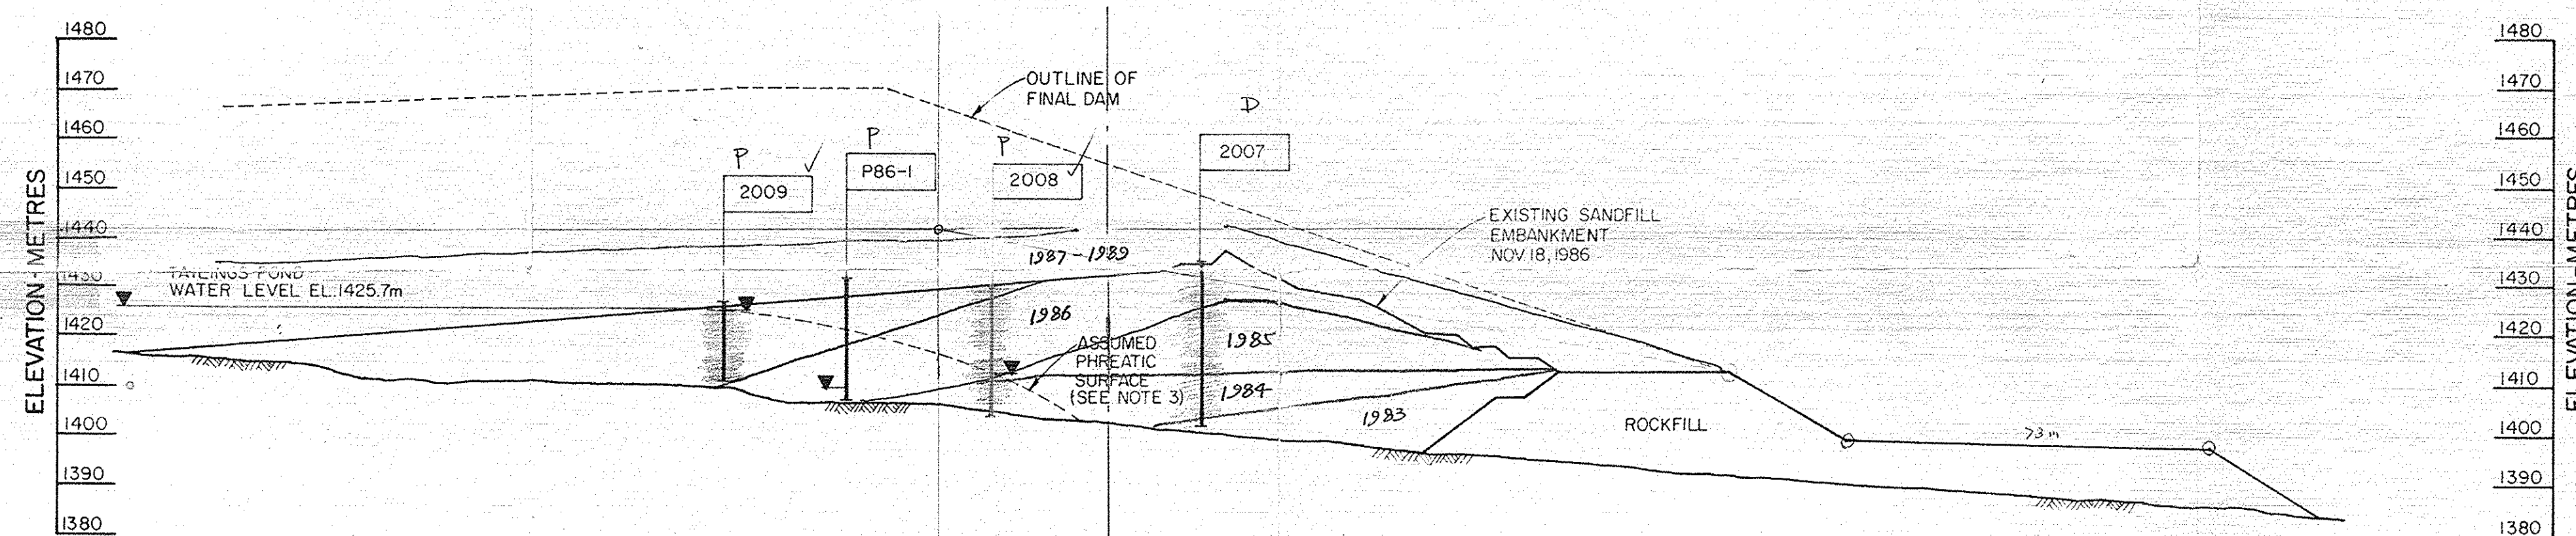 1480
1470
1460
1450
1440
1430
1420
1410
1400
1390
1380
ELEVATION-METRES
TAILINGS POND
WATER LEVEL EL.1425.7m
P
2009
P
P86-1
P
2008
OUTLINE OF
FINAL DAM
D
2007
1987-1989
1986
1985
1984
1983
ASSUMED
PHREATIC
SURFACE
(SEE NOTE 3)
EXISTING SANDFILL
EMBANKMENT
NOV 18, 1986
ROCKFILL
73 m
1480
1470
1460
1450
1440
1430
1420
1410
1400
1390
1380
ELEVATION-METRES